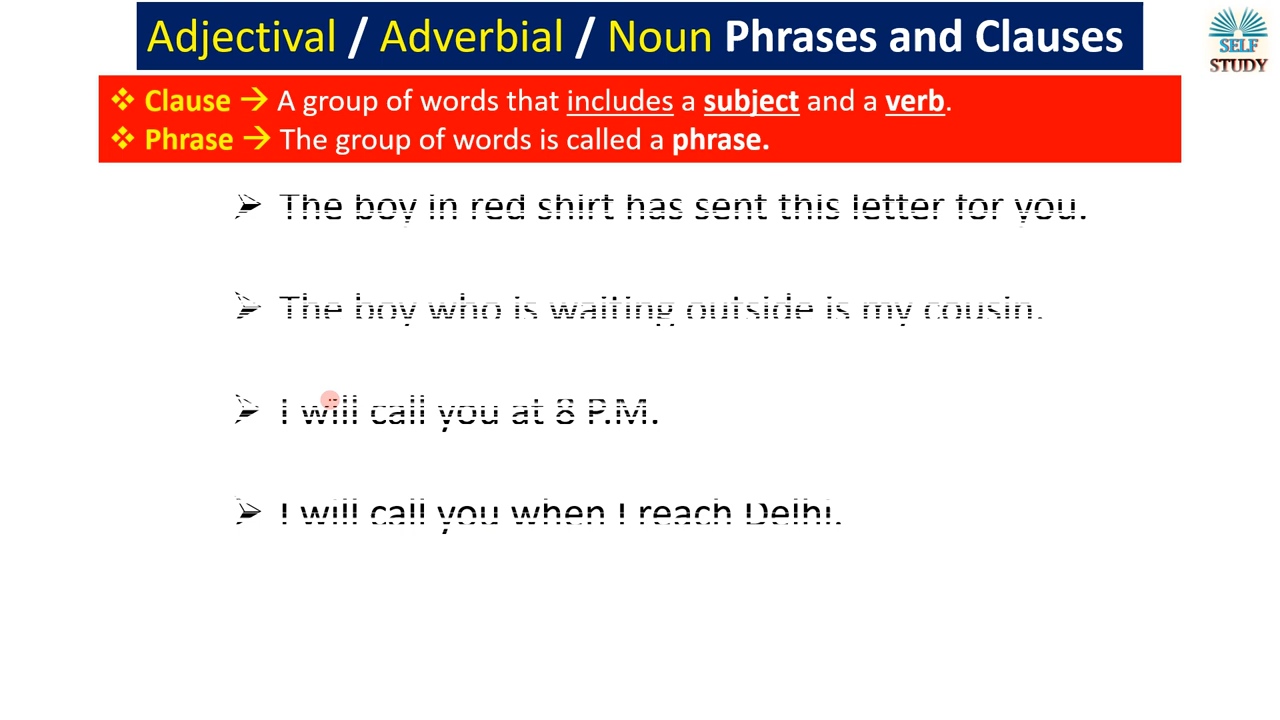 Adjectival / Adverbial / Noun Phrases and Clauses
SELF
STUDY
❖ Clause → A group of words that includes a subject and a verb.
❖ Phrase → The group of words is called a phrase.
➢ The boy in red shirt has sent this letter for you.
➢ The boy who is waiting outside is my cousin.
➢ I will call you at 8 P.M.
➢ I will call you when I reach Delhi.